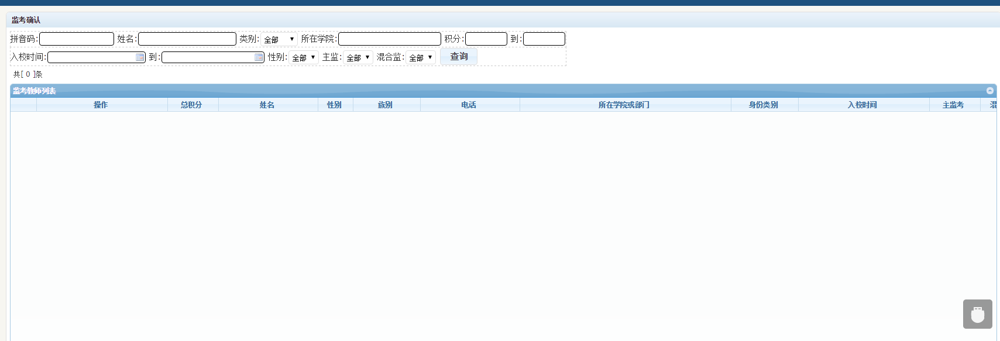 监考确认
拼音码: 姓名: 类别: 全部 所在学院: 积分: 到:
入校时间: 到: 性别: 全部 主监: 全部 混合监: 全部 查询
共[ 0 ]条
监考教师列表
操作 总积分 姓名 性别 族别 电话 所在学院或部门 身份类别 入校时间 主监考 混